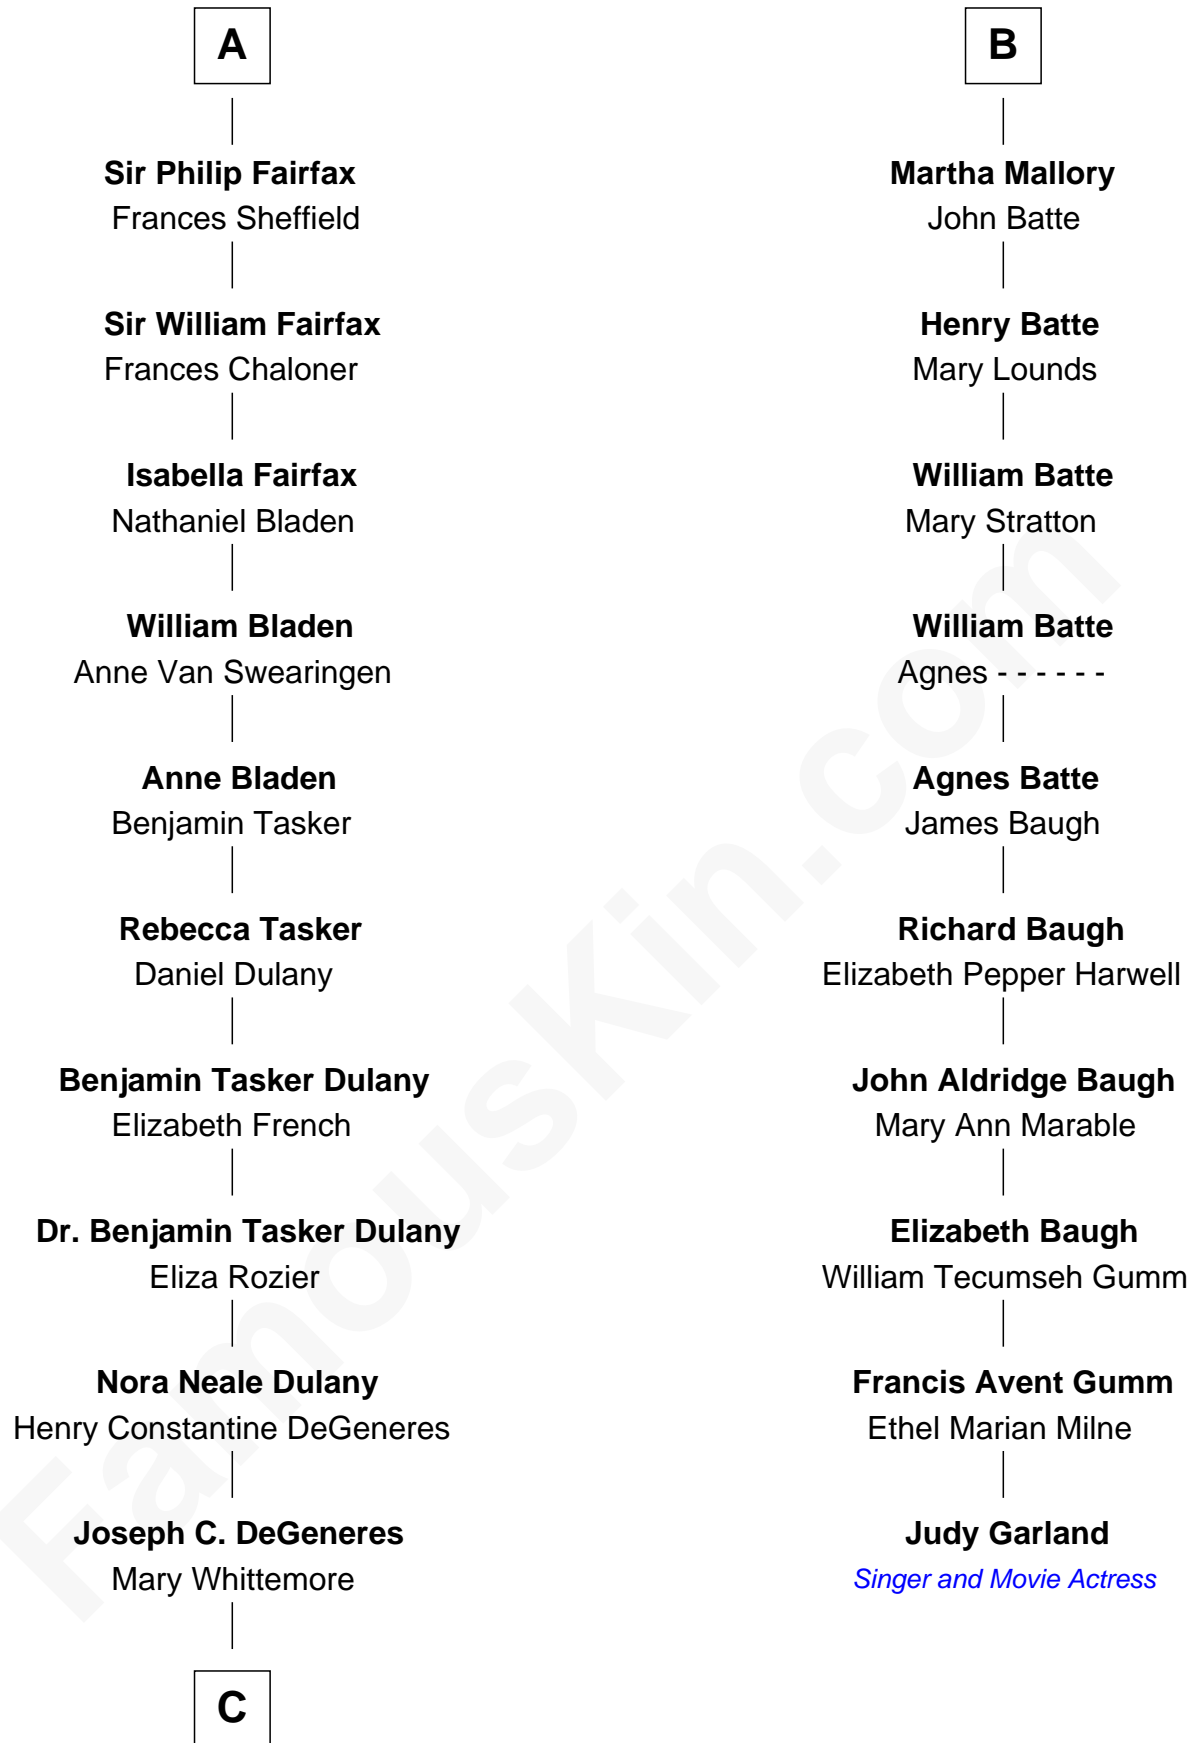 A
Sir Philip Fairfax
Frances Sheffield
Sir William Fairfax
Frances Chaloner
Isabella Fairfax
Nathaniel Bladen
William Bladen
Anne Van Swearingen
Anne Bladen
Benjamin Tasker
Rebecca Tasker
Daniel Dulany
Benjamin Tasker Dulany
Elizabeth French
Dr. Benjamin Tasker Dulany
Eliza Rozier
Nora Neale Dulany
Henry Constantine DeGeneres
Joseph C. DeGeneres
Mary Whittemore
C
B
Martha Mallory
John Batte
Henry Batte
Mary Lounds
William Batte
Mary Stratton
William Batte
Agnes - - - - - -
Agnes Batte
James Baugh
Richard Baugh
Elizabeth Pepper Harwell
John Aldridge Baugh
Mary Ann Marable
Elizabeth Baugh
William Tecumseh Gumm
Francis Avent Gumm
Ethel Marian Milne
Judy Garland
Singer and Movie Actress
FamousKin.com